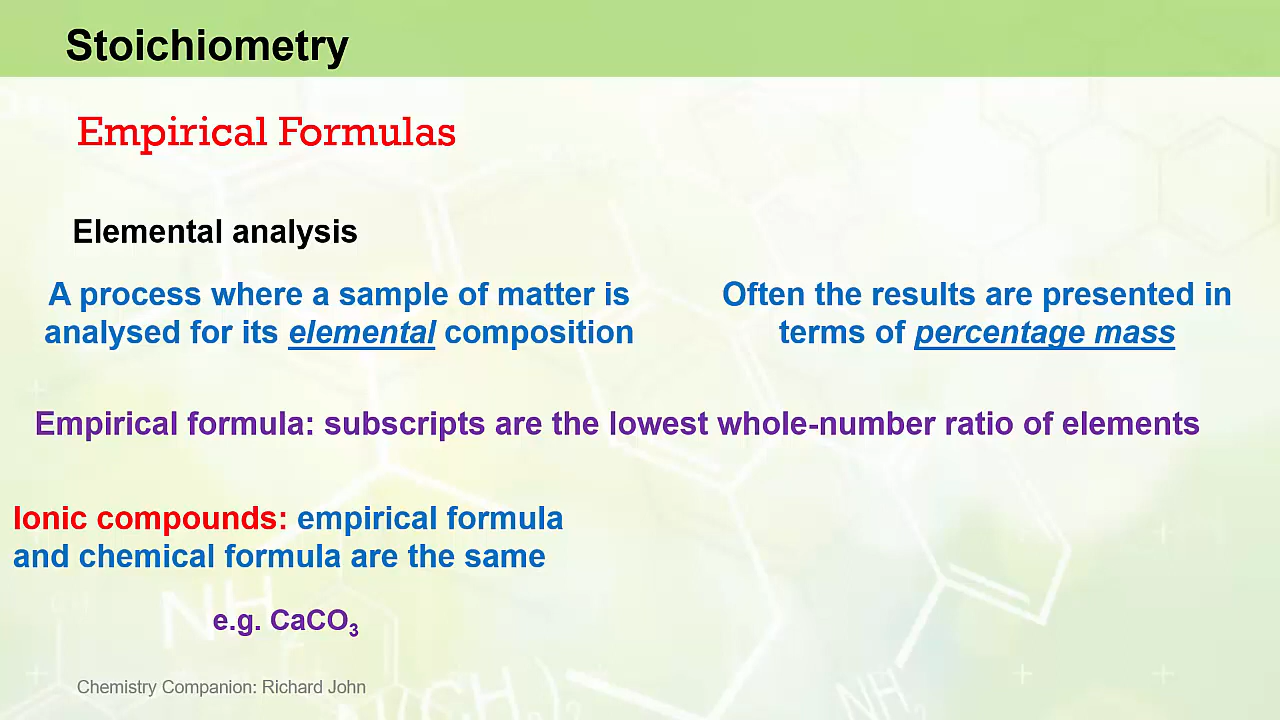 Stoichiometry
Empirical Formulas
Elemental analysis
A process where a sample of matter is
analysed for its elemental composition
Often the results are presented in
terms of percentage mass
Empirical formula: subscripts are the lowest whole-number ratio of elements
Ionic compounds: empirical formula
and chemical formula are the same
e.g. CaCO₃
Chemistry Companion: Richard John
NH
NH